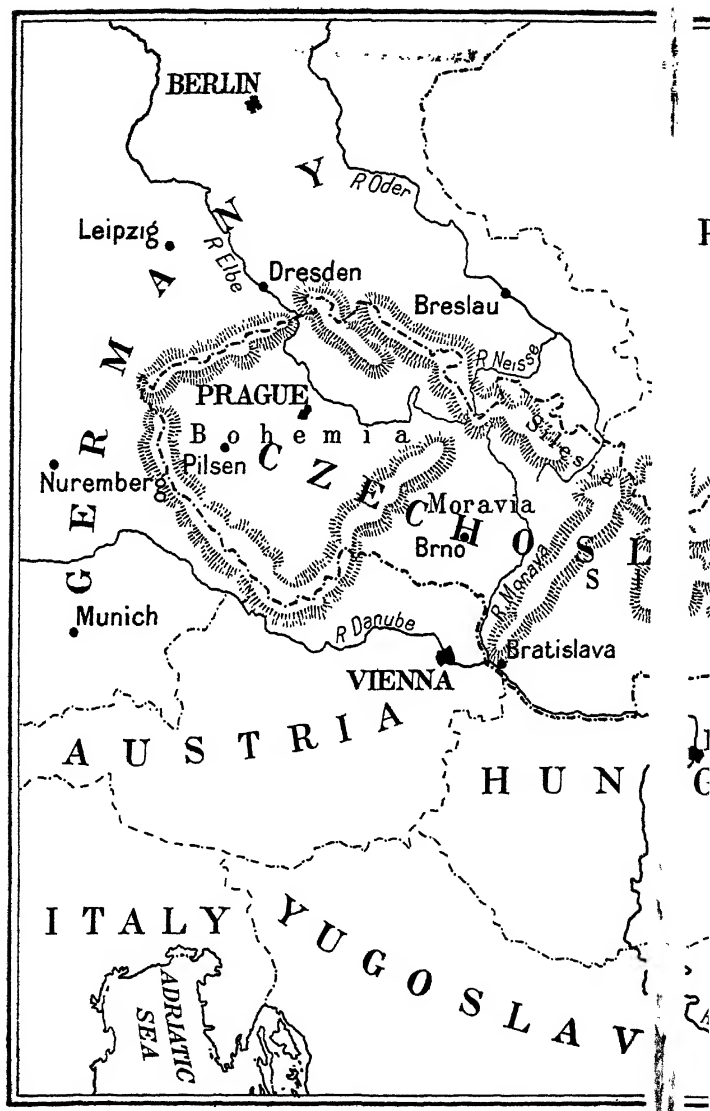 BERLIN
GERMANY
R Oder
Leipzig
R Elbe
Dresden
Breslau
R Neisse
PRAGUE
Bohemia
Silesia
Pilsen
CZECHOSL
Nuremberg
Moravia
Brno
S
R Morava
Munich
R Danube
Bratislava
VIENNA
AUSTRIA
HUNG
ITALY
YUGOSLAV
ADRIATIC
SEA